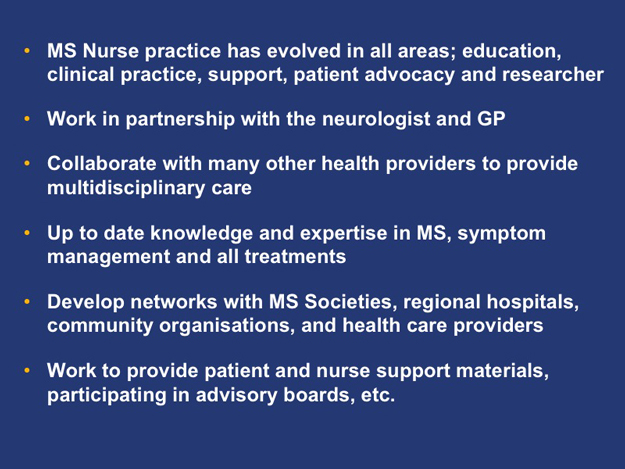 • MS Nurse practice has evolved in all areas; education,
clinical practice, support, patient advocacy and researcher
• Work in partnership with the neurologist and GP
• Collaborate with many other health providers to provide
multidisciplinary care
• Up to date knowledge and expertise in MS, symptom
management and all treatments
• Develop networks with MS Societies, regional hospitals,
community organisations, and health care providers
• Work to provide patient and nurse support materials,
participating in advisory boards, etc.